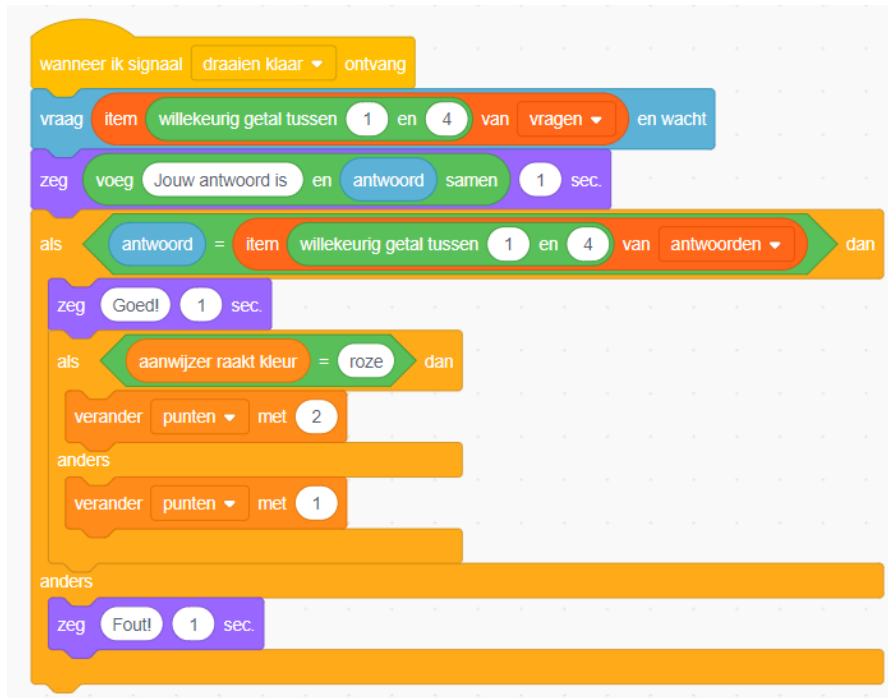 wanneer ik signaal draaien klaar ontvang
vraag item willekeurig getal tussen 1 en 4 van vragen en wacht
zeg voeg Jouw antwoord is en antwoord samen 1 sec.
als antwoord = item willekeurig getal tussen 1 en 4 van antwoorden dan
zeg Goed! 1 sec.
als aanwijzer raakt kleur = roze dan
verander punten met 2
anders
verander punten met 1
anders
zeg Fout! 1 sec.